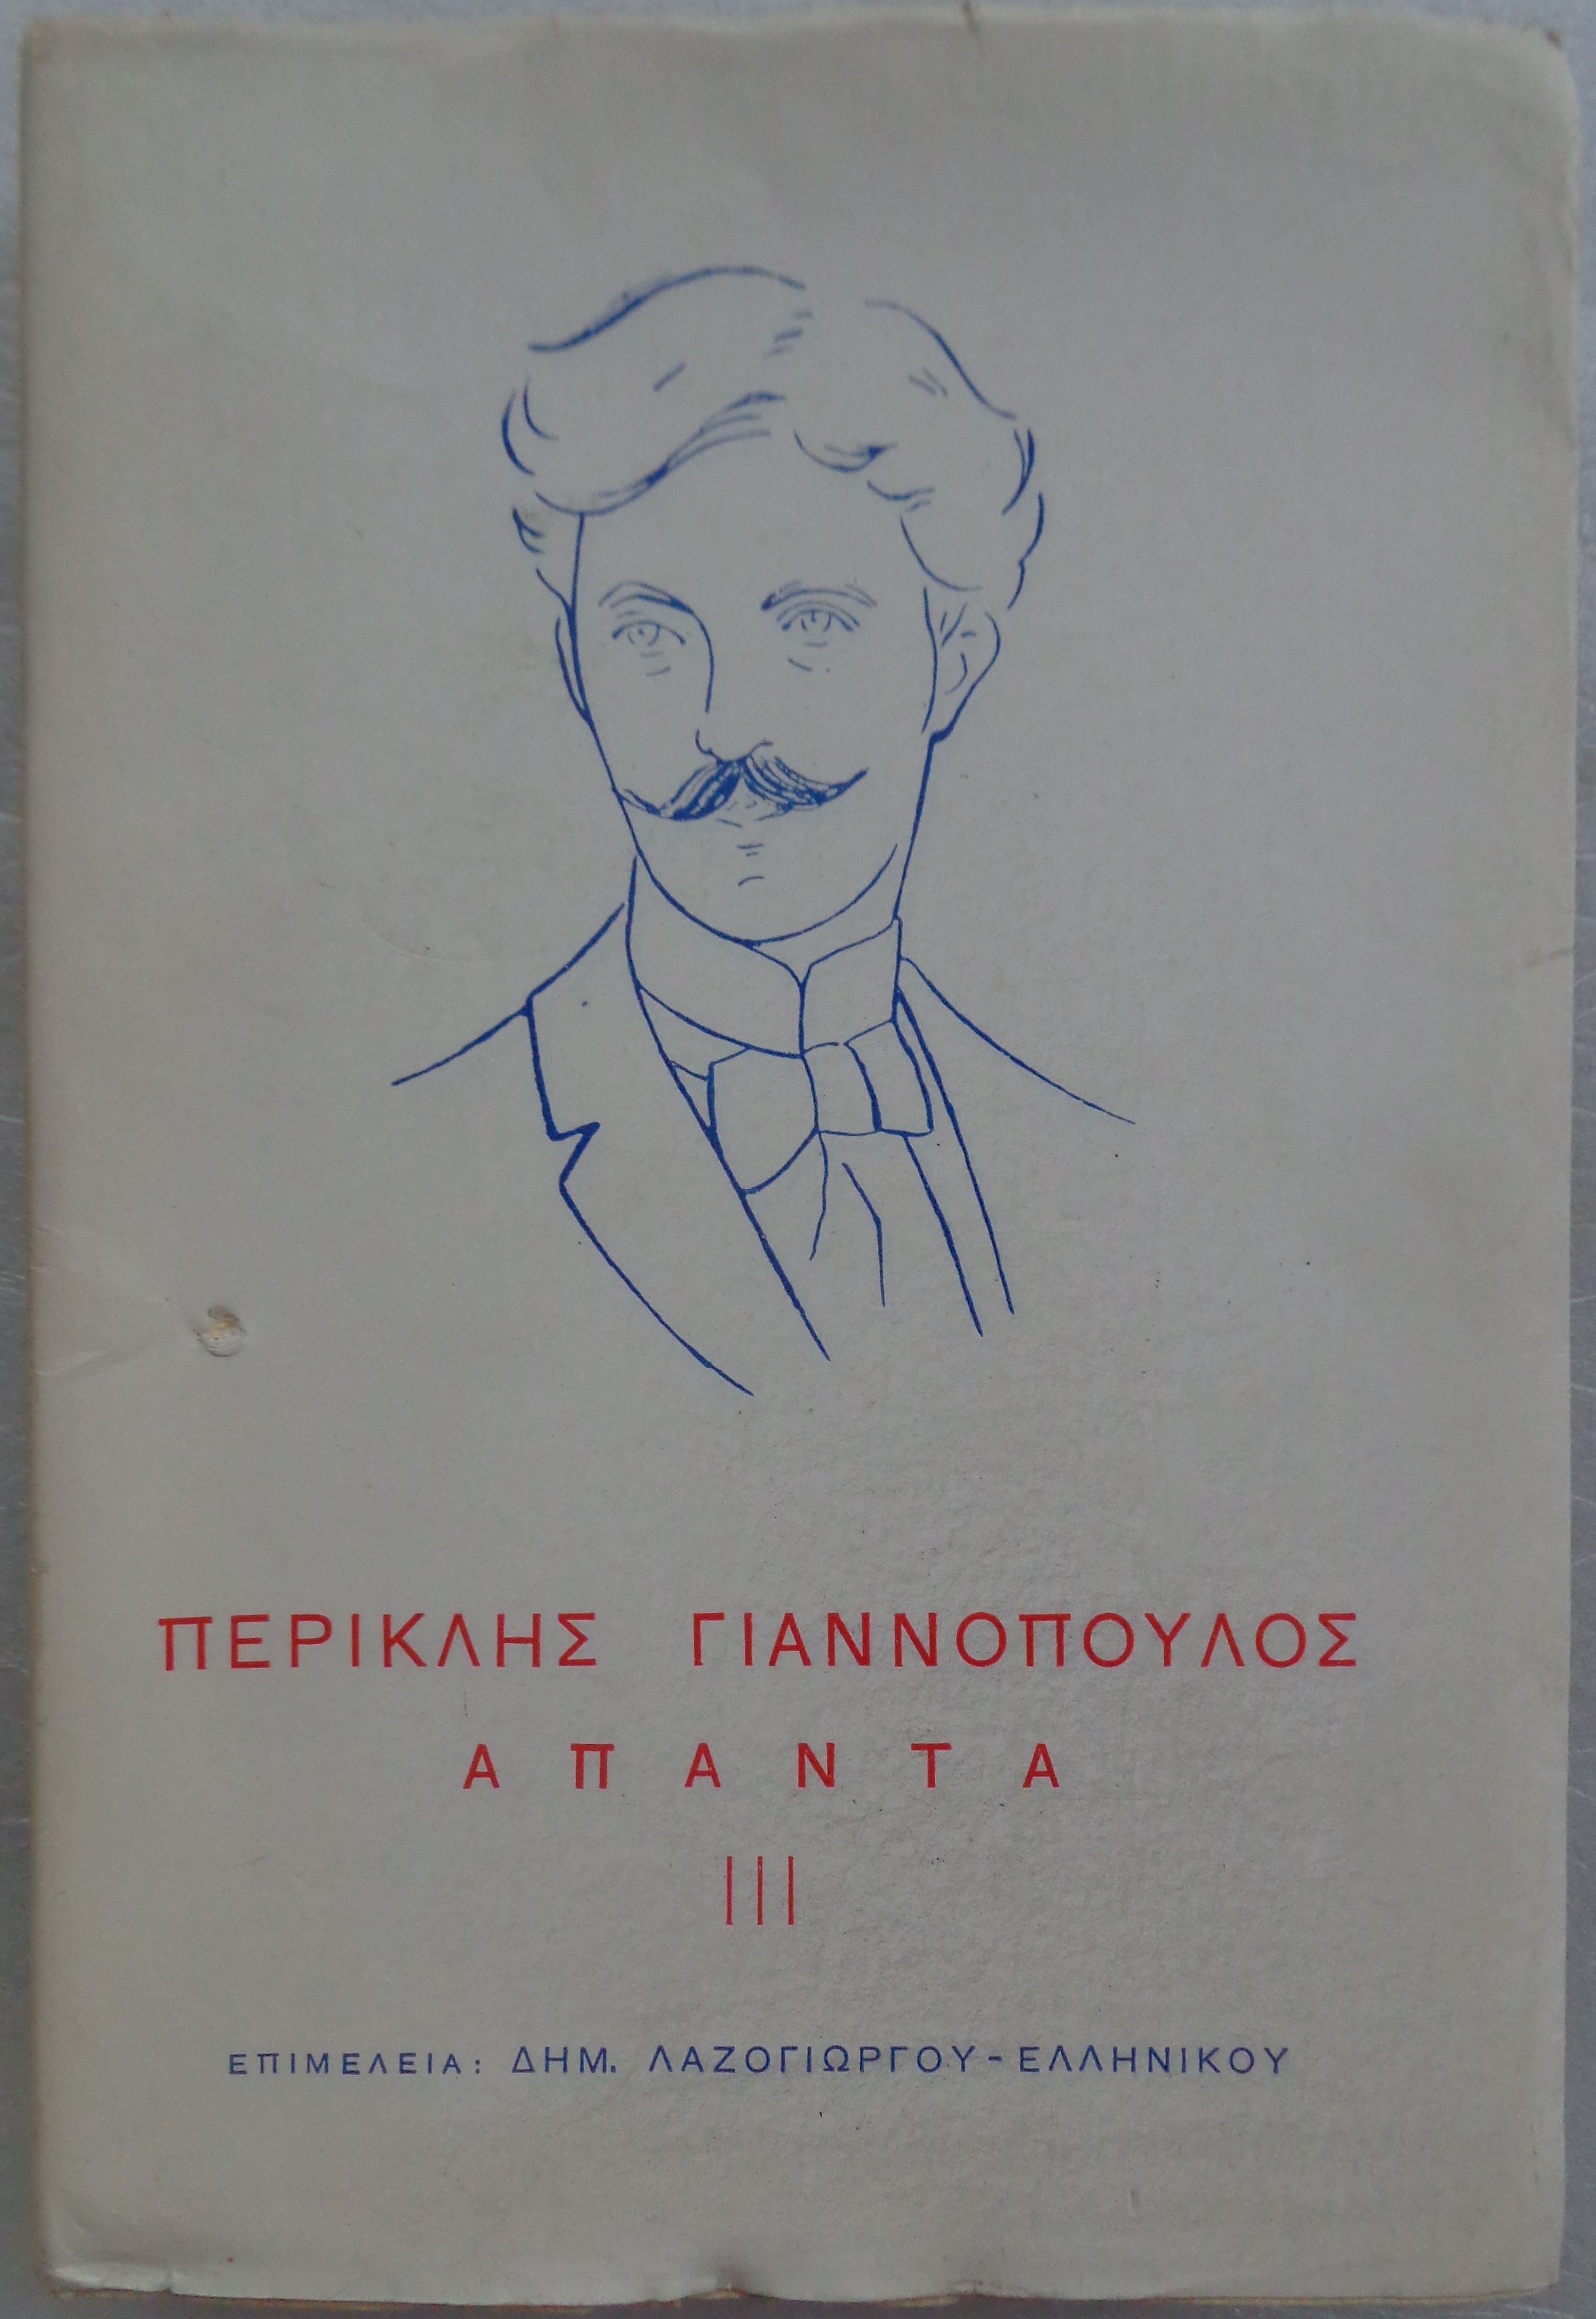 ΠΕΡΙΚΛΗΣ ΓΙΑΝΝΟΠΟΥΛΟΣ
ΑΠΑΝΤΑ
III
ΕΠΙΜΕΛΕΙΑ: ΔΗΜ. ΛΑΖΟΓΙΩΡΓΟΥ-ΕΛΛΗΝΙΚΟΥ